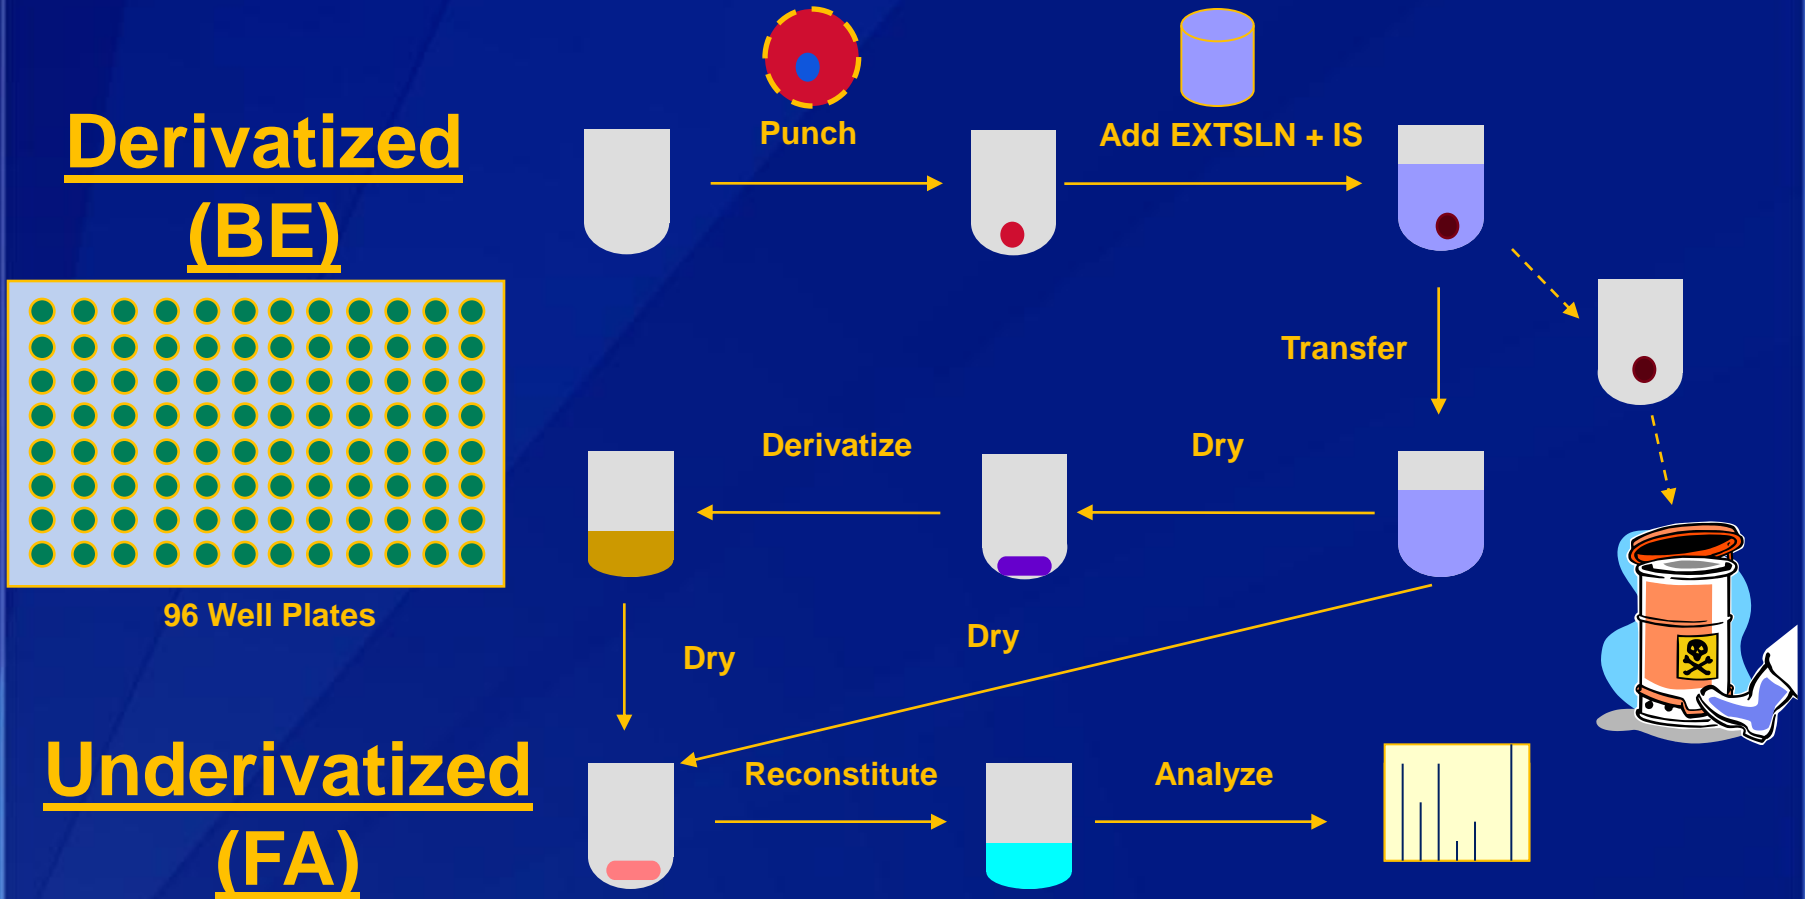 Derivatized
(BE)
Punch
Add EXTSLN + IS
Transfer
Derivatize
Dry
96 Well Plates
Dry
Dry
Underivatized
(FA)
Reconstitute
Analyze